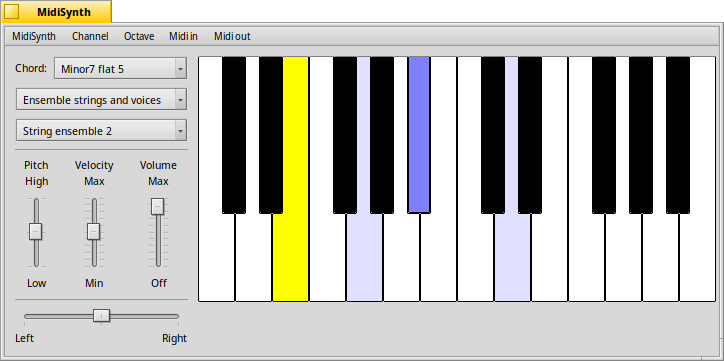 MidiSynth
MidiSynth Channel Octave Midi in Midi out
Chord: Minor7 flat 5
Ensemble strings and voices
String ensemble 2
Pitch Velocity Volume
High Max Max
Low Min Off
Left Right